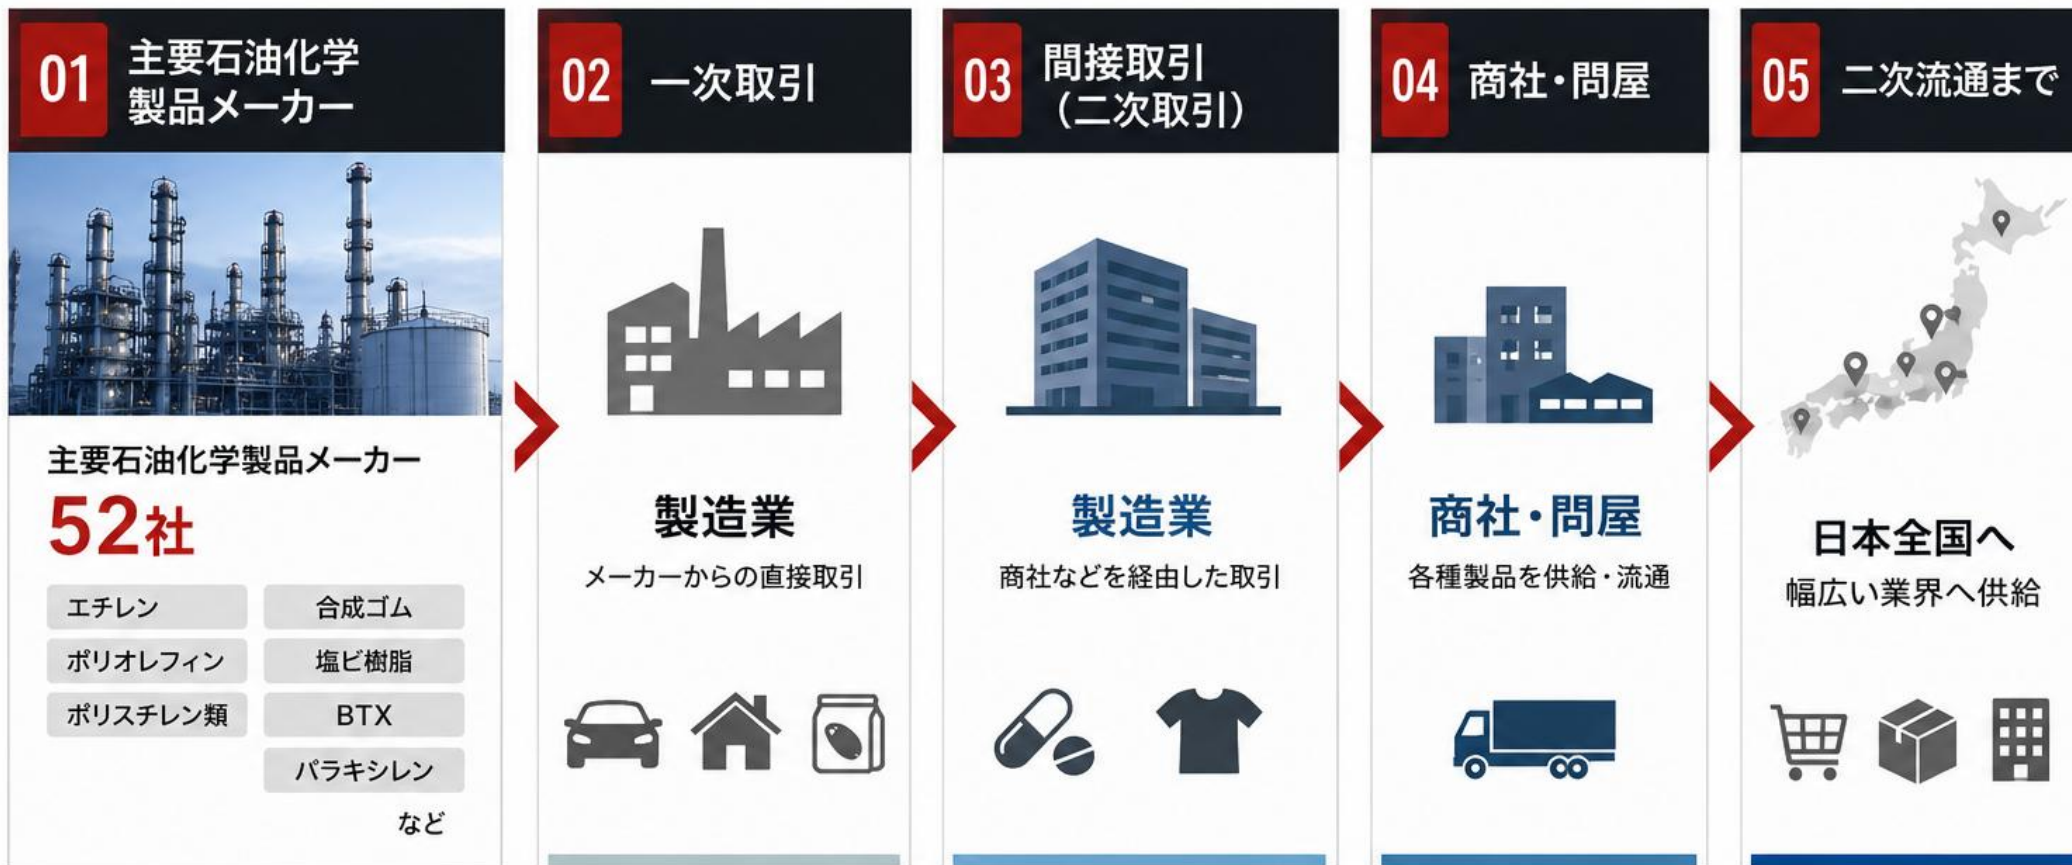 01
主要石油化学
製品メーカー
主要石油化学製品メーカー
52社
エチレン
合成ゴム
ポリオレフィン
塩ビ樹脂
ポリスチレン類
BTX
パラキシレン
など
02
一次取引
製造業
メーカーからの直接取引
03
間接取引
（二次取引）
製造業
商社などを経由した取引
04
商社・問屋
商社・問屋
各種製品を供給・流通
05
二次流通まで
日本全国へ
幅広い業界へ供給